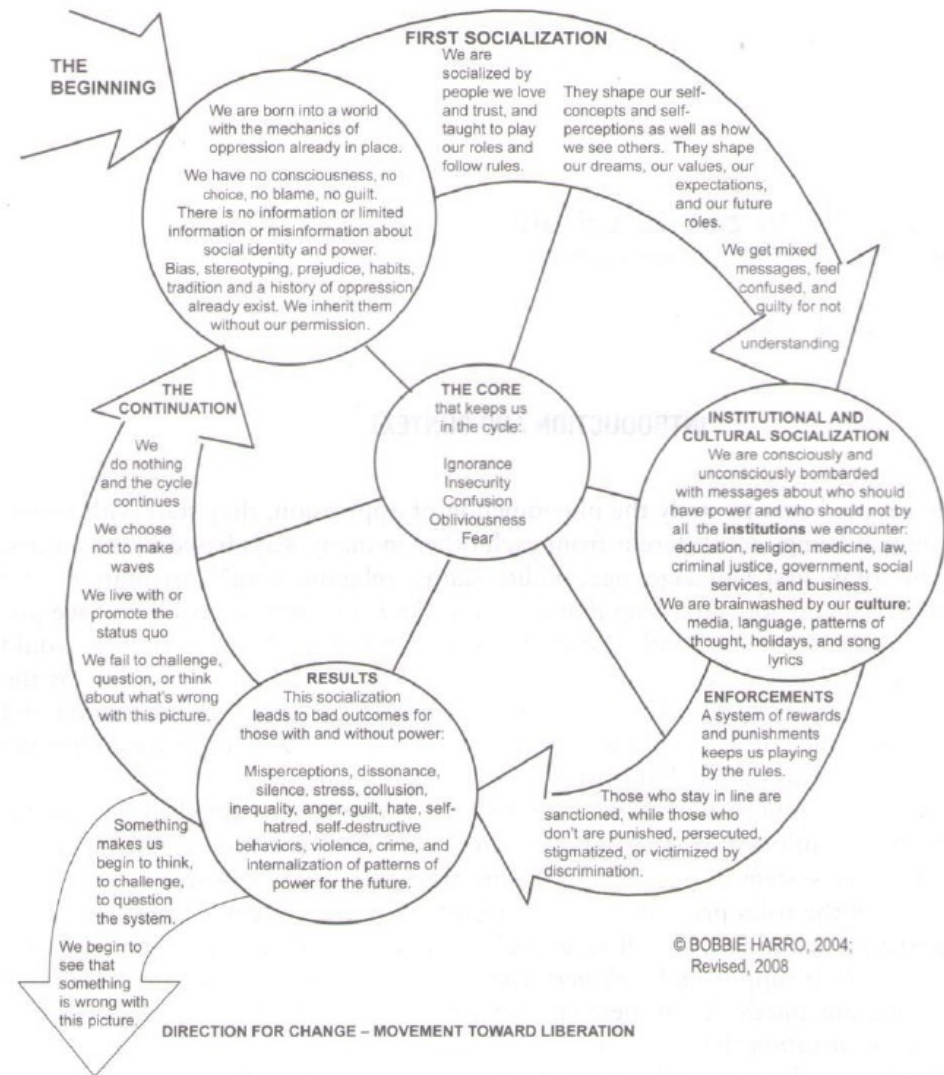 THE
BEGINNING
We are born into a world
with the mechanics of
oppression already in place.
We have no consciousness, no
choice, no blame, no guilt.
There is no information or limited
information or misinformation about
social identity and power.
Bias, stereotyping, prejudice, habits,
tradition and a history of oppression
already exist. We inherit them
without our permission.
FIRST SOCIALIZATION
We are
socialized by
people we love
and trust, and
taught to play
our roles and
follow rules.
They shape our self-
concepts and self-
perceptions as well as how
we see others. They shape
our dreams, our values, our
expectations,
and our future
roles.
We get mixed
messages, feel
confused, and
guilty for not
understanding
INSTITUTIONAL AND
CULTURAL SOCIALIZATION
We are consciously and
unconsciously bombarded
with messages about who should
have power and who should not by
all the institutions we encounter:
education, religion, medicine, law,
criminal justice, government, social
services, and business.
We are brainwashed by our culture:
media, language, patterns of
thought, holidays, and song
lyrics
ENFORCEMENTS
A system of rewards
and punishments
keeps us playing
by the rules.
Those who stay in line are
sanctioned, while those who
don't are punished, persecuted,
stigmatized, or victimized by
discrimination.
RESULTS
This socialization
leads to bad outcomes for
those with and without power:
Misperceptions, dissonance,
silence, stress, collusion,
inequality, anger, guilt, hate, self-
hatred, self-destructive
behaviors, violence, crime, and
internalization of patterns of
power for the future.
THE
CONTINUATION
We
do nothing
and the cycle
continues
We choose
not to make
waves
We live with or
promote the
status quo
We fail to challenge,
question, or think
about what's wrong
with this picture.
THE CORE
that keeps us
in the cycle:
Ignorance
Insecurity
Confusion
Obliviousness
Fear
Something
makes us
begin to think,
to challenge,
to question
the system.
We begin to
see that
something
is wrong with
this picture.
© BOBBIE HARRO, 2004;
Revised, 2008
DIRECTION FOR CHANGE – MOVEMENT TOWARD LIBERATION